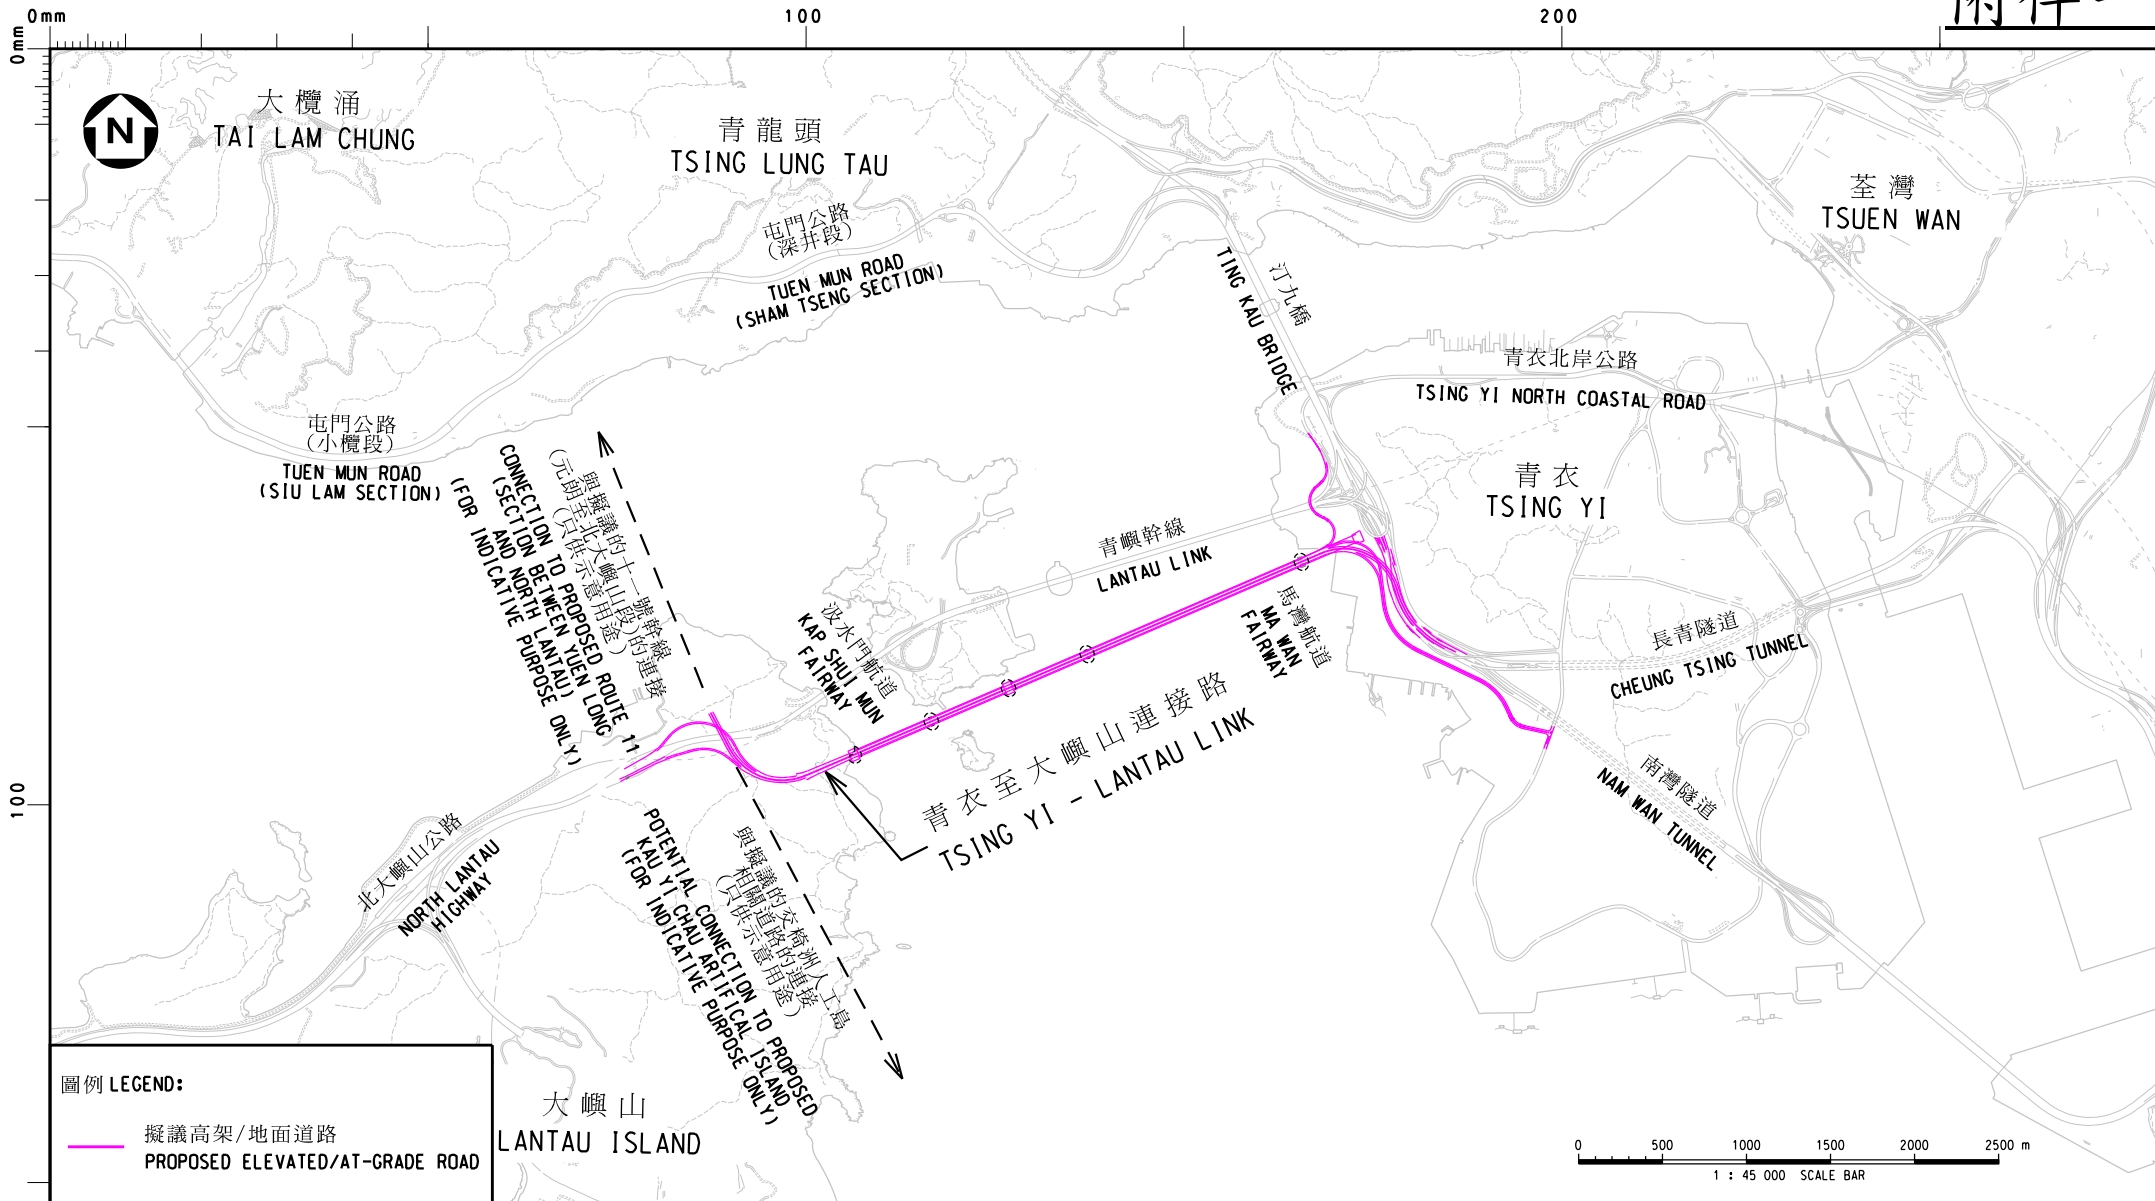 0mm
100
200
0mm
100
N
大欖涌
TAI LAM CHUNG
青龍頭
TSING LUNG TAU
屯門公路
(深井段)
TUEN MUN ROAD
(SHAM TSENG SECTION)
荃灣
TSUEN WAN
汀九橋
TING KAU BRIDGE
青衣北岸公路
TSING YI NORTH COASTAL ROAD
屯門公路
(小欖段)
TUEN MUN ROAD
(SIU LAM SECTION)
與擬議的十一號幹線
(元朗至北大嶼山段)的連接
(只供示意用途)
CONNECTION TO PROPOSED ROUTE 11
(SECTION BETWEEN YUEN LONG
AND NORTH LANTAU)
(FOR INDICATIVE PURPOSE ONLY)
青衣
TSING YI
青嶼幹線
LANTAU LINK
汲水門航道
KAP SHUI MUN
FAIRWAY
馬灣航道
MA WAN
FAIRWAY
長青隧道
CHEUNG TSING TUNNEL
青衣至大嶼山連接路
TSING YI - LANTAU LINK
南灣隧道
NAM WAN TUNNEL
北大嶼山公路
NORTH LANTAU
HIGHWAY
與擬議的交椅洲人工島
相關道路的連接
(只供示意用途)
POTENTIAL CONNECTION TO PROPOSED
KAU YI CHAU ARTIFICAL ISLAND
(FOR INDICATIVE PURPOSE ONLY)
大嶼山
LANTAU ISLAND
圖例 LEGEND:
擬議高架/地面道路
PROPOSED ELEVATED/AT-GRADE ROAD
0 500 1000 1500 2000 2500 m
1 : 45 000 SCALE BAR